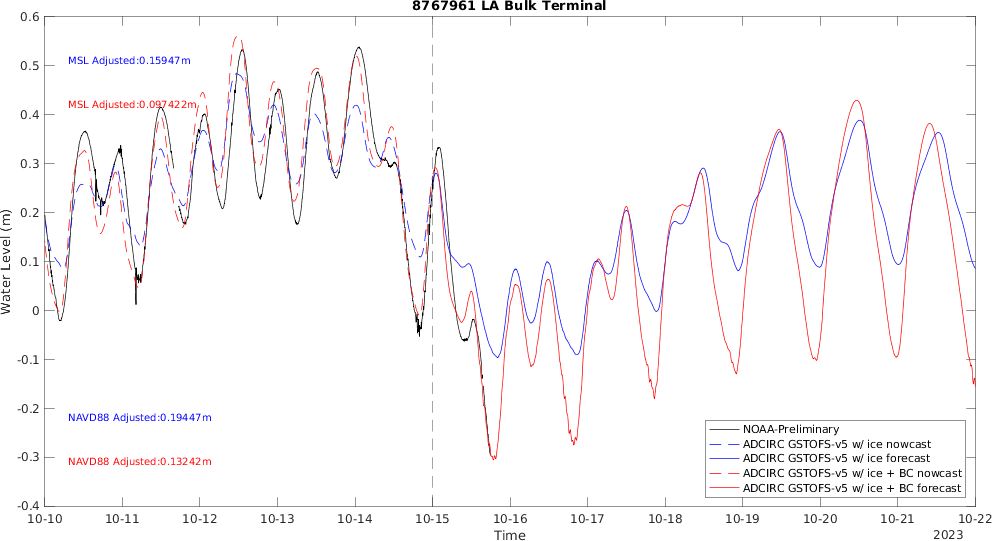 8767961 LA Bulk Terminal
0.6
0.5
0.4
0.3
0.2
0.1
0
-0.1
-0.2
-0.3
-0.4
Water Level (m)
MSL Adjusted:0.15947m
MSL Adjusted:0.097422m
NAVD88 Adjusted:0.19447m
NAVD88 Adjusted:0.13242m
NOAA-Preliminary
ADCIRC GSTOFS-v5 w/ ice nowcast
ADCIRC GSTOFS-v5 w/ ice forecast
ADCIRC GSTOFS-v5 w/ ice + BC nowcast
ADCIRC GSTOFS-v5 w/ ice + BC forecast
10-10 10-11 10-12 10-13 10-14 10-15 10-16 10-17 10-18 10-19 10-20 10-21 10-22
Time
2023